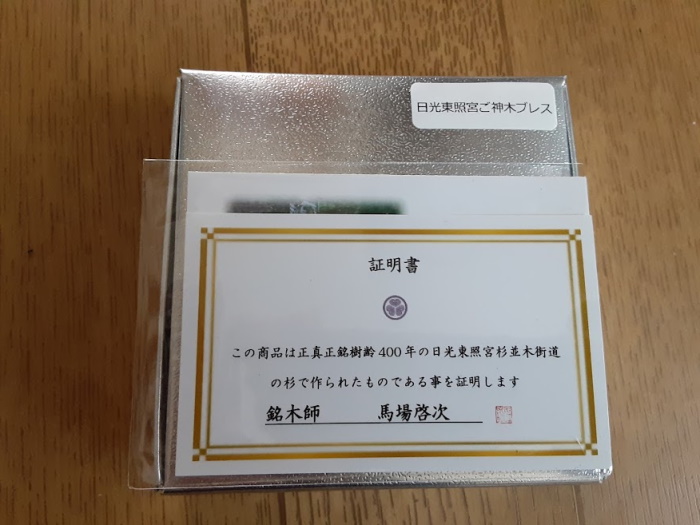 日光東照宮ご神木ブレス
証明書
この商品は正真正銘樹齢400年の日光東照宮杉並木街道
の杉で作られたものである事を証明します
銘木師 馬場啓次